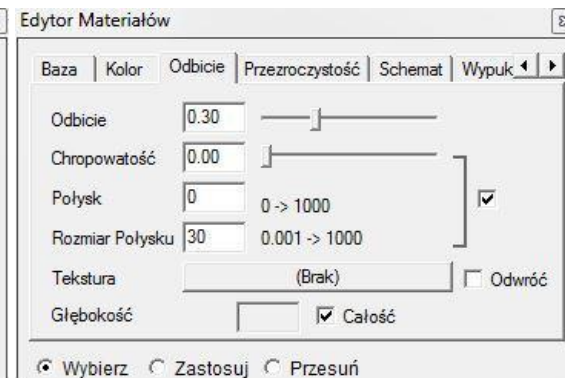 Edytor Materiałów
Baza Kolor Odbicie Przezroczystość Schemat Wypuk
Odbicie 0.30
Chropowatość 0.00
Połysk 0 0 -> 1000
Rozmiar Połysku 30 0.001 -> 1000
Tekstura (Brak) Odwróć
Głębokość Całość
Wybierz Zastosuj Przesuń